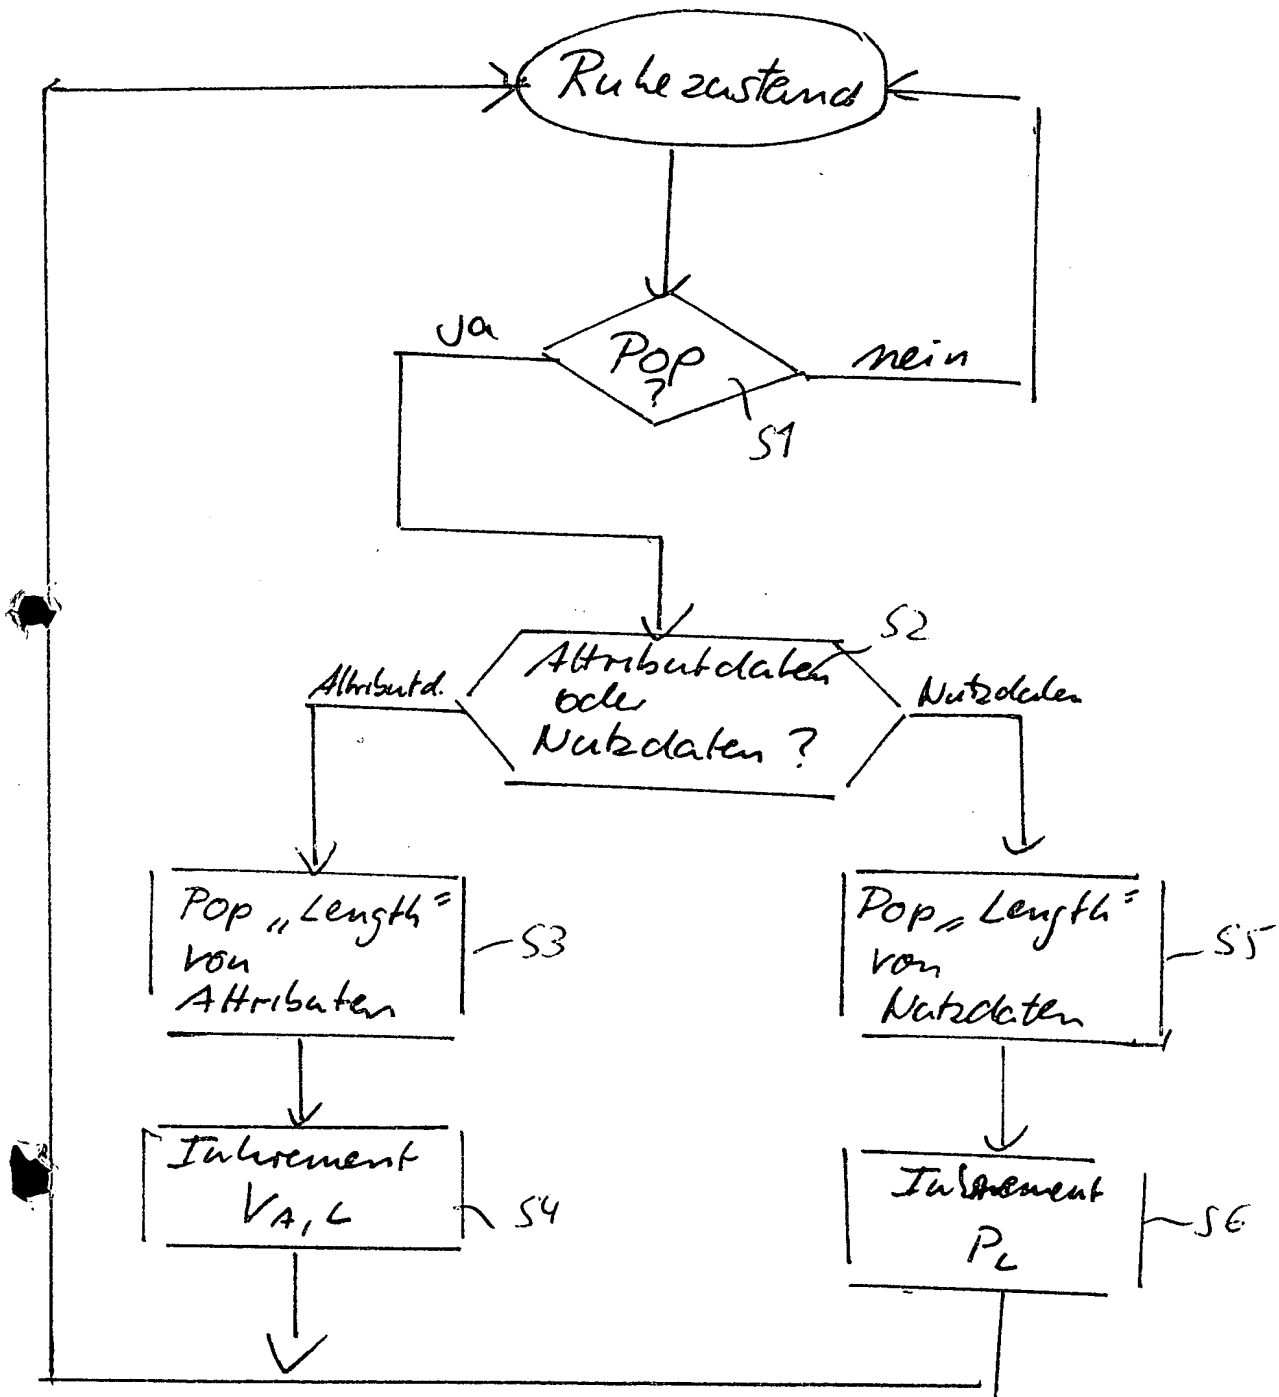 Ruhezustand
ja
Pop
?
nein
S1
S2
Attributdaten
oder
Nutzdaten ?
Attributd.
Nutzdaten
Pop „Length“
von
Attributen
S3
Pop „Length“
von
Nutzdaten
S5
Inkrement
VA, L
S4
Inkrement
PL
S6